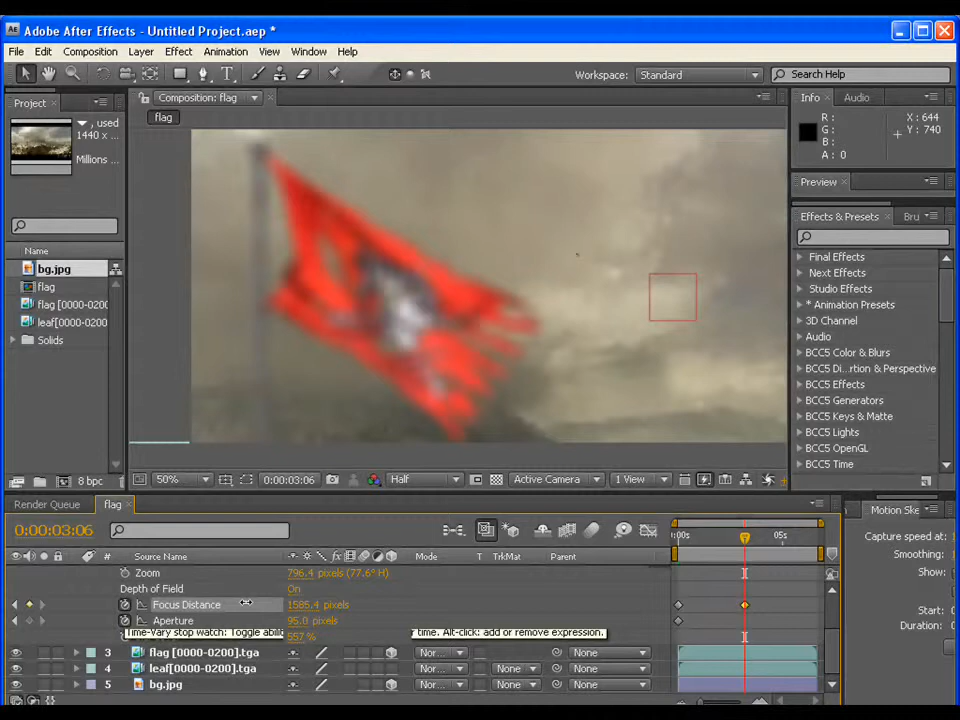 Adobe After Effects - Untitled Project.aep *
File Edit Composition Layer Effect Animation View Window Help
Workspace: Standard Search Help
Project
, used
1440 x ...
Millions ...
Name
bg.jpg
flag
flag [0000-0200]
leaf[0000-0200]
Solids
8 bpc
Composition: flag
flag
50% 0:00:03:06 Half Active Camera 1 View
Info Audio
R :
G :
B :
A : 0
X : 644
Y : 740
Preview
Effects & Presets Bru
Final Effects
Next Effects
Studio Effects
* Animation Presets
3D Channel
Audio
BCC5 Color & Blurs
BCC5 Di...rtion & Perspective
BCC5 Effects
BCC5 Generators
BCC5 Keys & Matte
BCC5 Lights
BCC5 OpenGL
BCC5 Time
Render Queue flag
0:00:03:06
# Source Name Mode T TrkMat Parent
:00s 05s
Zoom 796.4 pixels (77.6° H)
Depth of Field On
Focus Distance 1585.4 pixels
Aperture 95.0 pixels
Time-Vary stop watch: Toggle abili r time. Alt-click: add or remove expression.
557 %
3 flag [0000-0200].tga Nor... None
4 leaf[0000-0200].tga Nor... None None
5 bg.jpg Nor... None None
Motion Ske
Capture speed at:
Smoothing:
Show:
Start:
Duration: